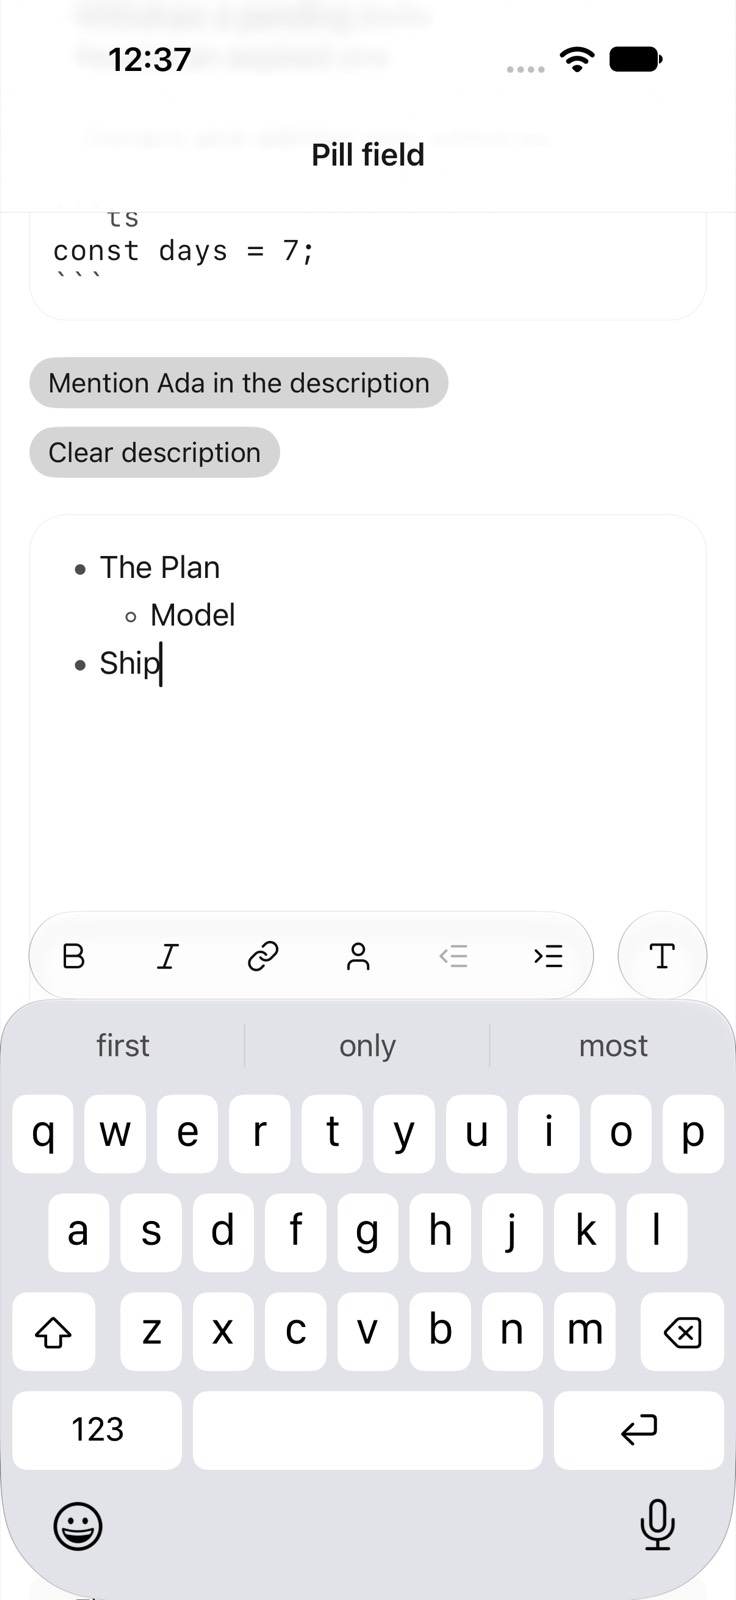 12:37
Pill field
ts
const days = 7;
```
Mention Ada in the description
Clear description
The Plan
Model
Ship
B I T
first only most
q w e r t y u i o p
a s d f g h j k l
z x c v b n m
123